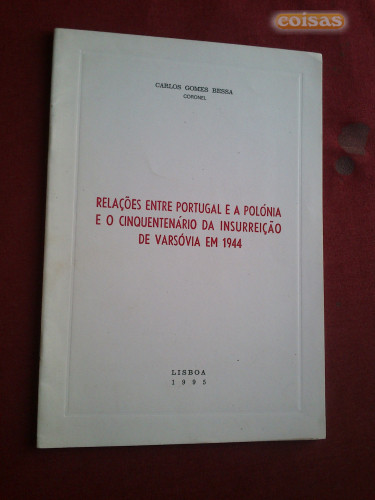 coisas
CARLOS GOMES BESSA
CORONEL
RELAÇÕES ENTRE PORTUGAL E A POLÓNIA
E O CINQUENTENÁRIO DA INSURREIÇÃO
DE VARSÓVIA EM 1944
LISBOA
1995